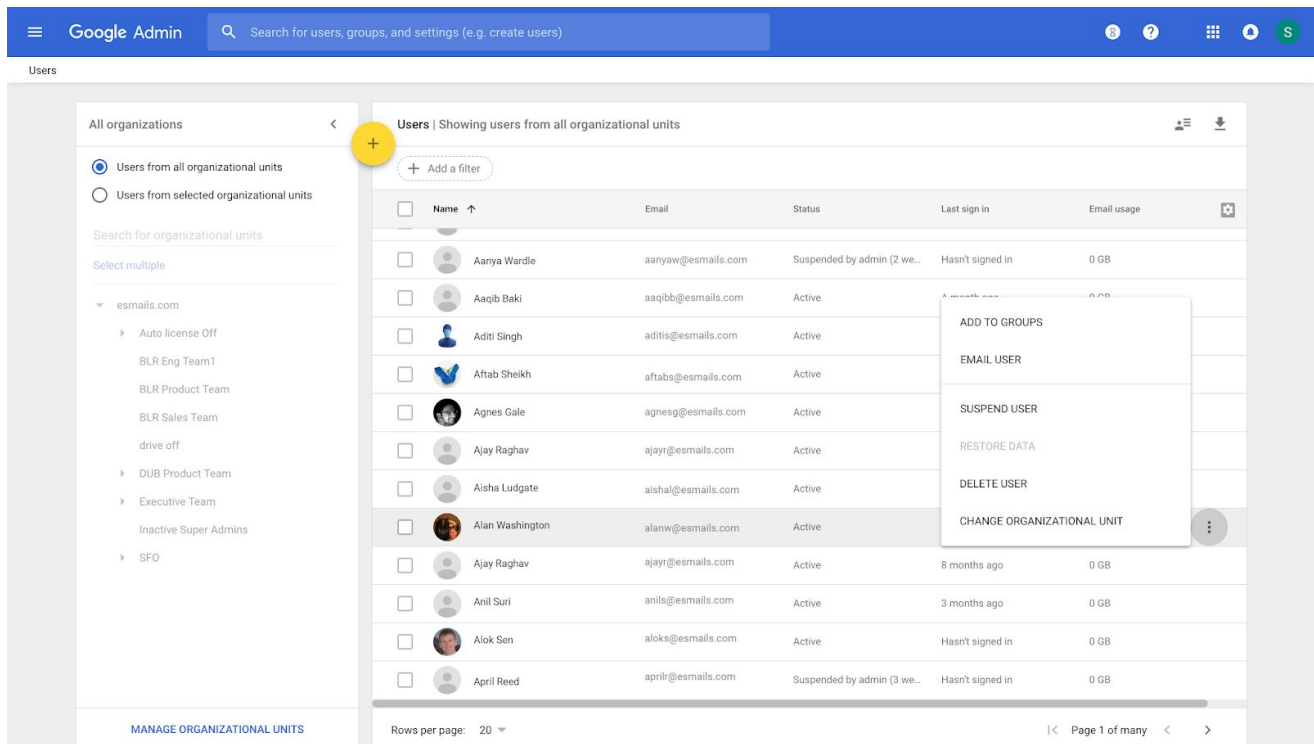 Google Admin
Search for users, groups, and settings (e.g. create users)
8
?
S
Users
All organizations
Users from all organizational units
Users from selected organizational units
Search for organizational units
Select multiple
esmails.com
Auto license Off
BLR Eng Team1
BLR Product Team
BLR Sales Team
drive off
DUB Product Team
Executive Team
Inactive Super Admins
SFO
MANAGE ORGANIZATIONAL UNITS
Users | Showing users from all organizational units
+ Add a filter
Name Email Status Last sign in Email usage
Aanya Wardle aanyaw@esmails.com Suspended by admin (2 we... Hasn't signed in 0 GB
Aaqib Baki aaqibb@esmails.com Active A month ago 0 GB
Aditi Singh aditis@esmails.com Active
Aftab Sheikh aftabs@esmails.com Active
Agnes Gale agnesg@esmails.com Active
Ajay Raghav ajayr@esmails.com Active
Aisha Ludgate aishal@esmails.com Active
Alan Washington alanw@esmails.com Active
Ajay Raghav ajayr@esmails.com Active 8 months ago 0 GB
Anil Suri anils@esmails.com Active 3 months ago 0 GB
Alok Sen aloks@esmails.com Active Hasn't signed in 0 GB
April Reed aprilr@esmails.com Suspended by admin (3 we... Hasn't signed in 0 GB
ADD TO GROUPS
EMAIL USER
SUSPEND USER
RESTORE DATA
DELETE USER
CHANGE ORGANIZATIONAL UNIT
Rows per page: 20
Page 1 of many